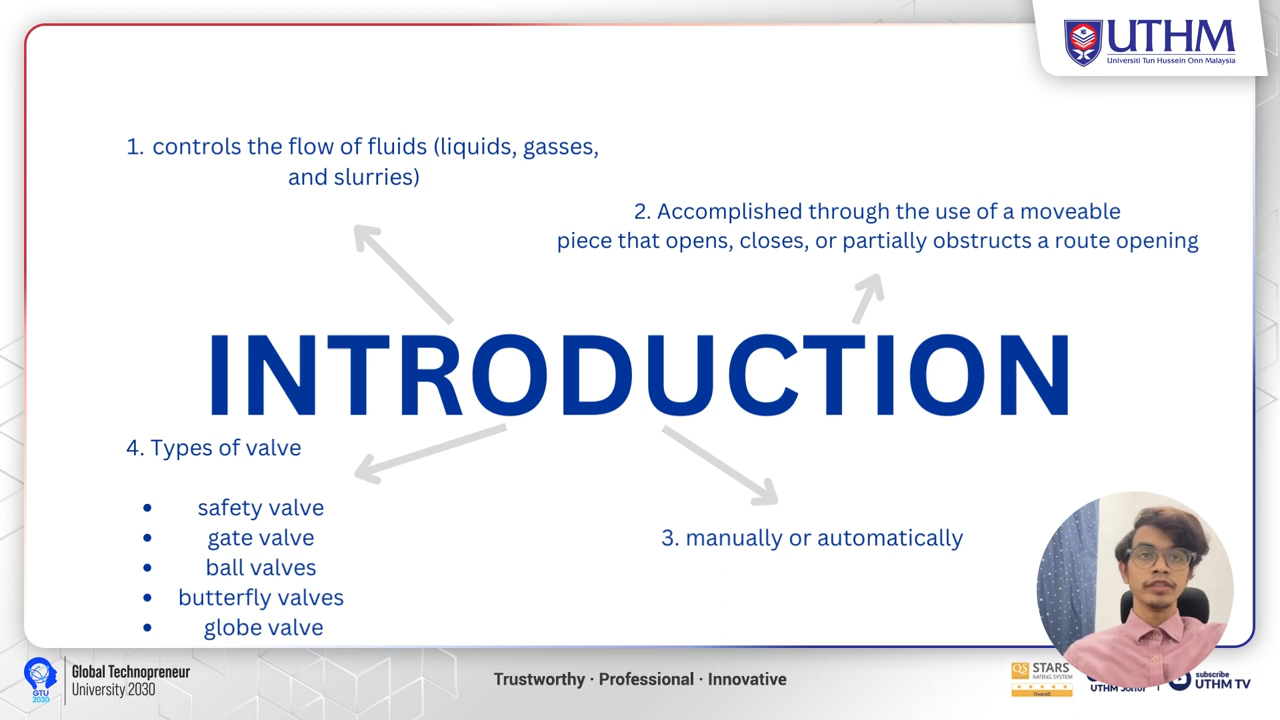 UTHM
Universiti Tun Hussein Onn Malaysia
1. controls the flow of fluids (liquids, gasses,
and slurries)
2. Accomplished through the use of a moveable
piece that opens, closes, or partially obstructs a route opening
INTRODUCTION
4. Types of valve
• safety valve
• gate valve
• ball valves
• butterfly valves
• globe valve
3. manually or automatically
GTU
2030
Global Technopreneur
University 2030
Trustworthy · Professional · Innovative
QS STARS
RATING SYSTEM
Overall
UTHM Johor
subscribe
UTHM TV